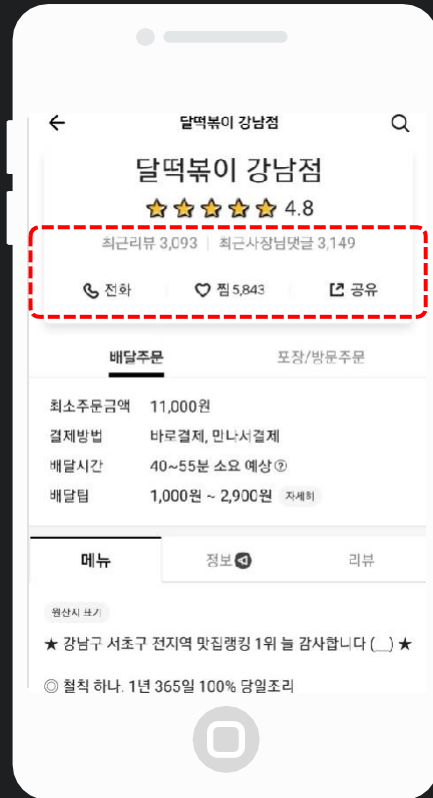 달떡볶이 강남점
달떡볶이 강남점
4.8
최근리뷰 3,093 | 최근사장님댓글 3,149
전화 찜 5,843 공유
배달주문 포장/방문주문
최소주문금액 11,000원
결제방법 바로결제, 만나서결제
배달시간 40~55분 소요 예상 ?
배달팁 1,000원 ~ 2,900원 자세히
메뉴 정보 리뷰
원산지 표기
★ 강남구 서초구 전지역 맛집랭킹 1위 늘 감사합니다 (__) ★
◎ 철칙 하나. 1년 365일 100% 당일조리